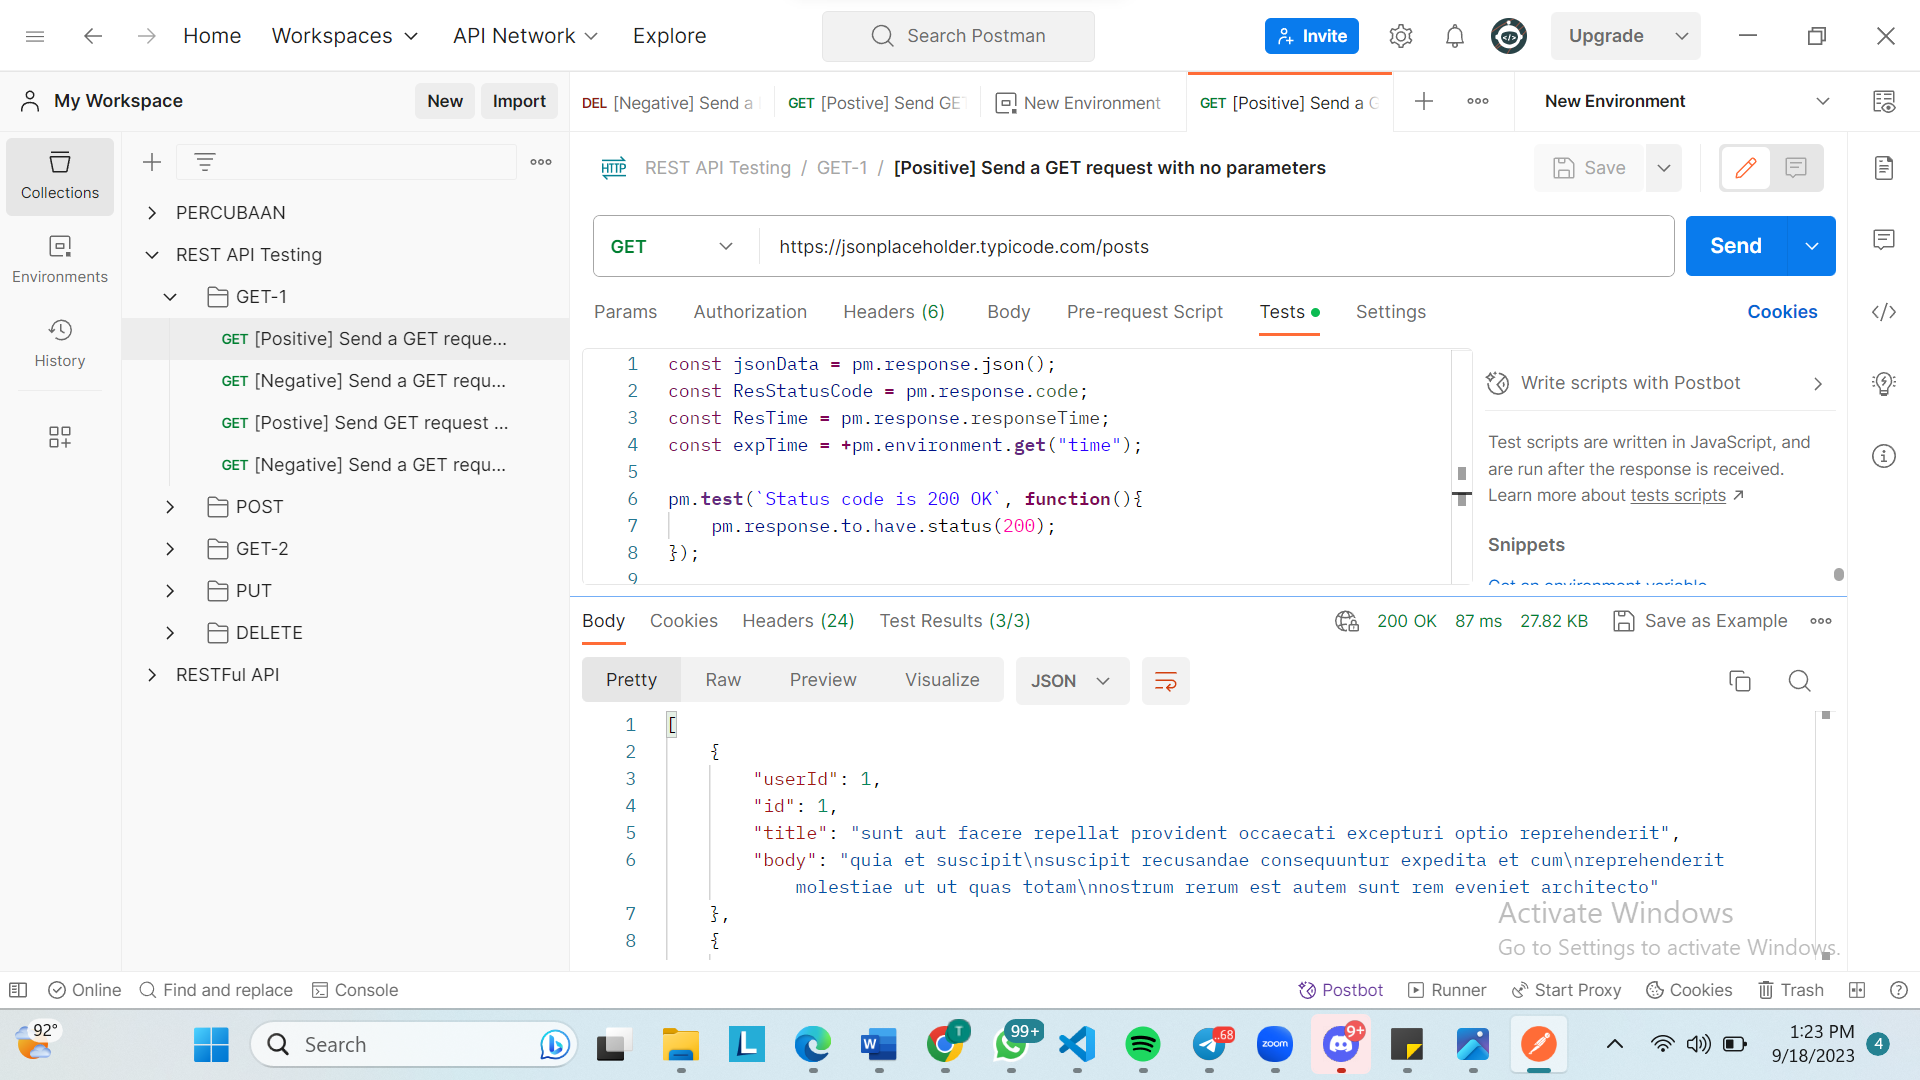 Home Workspaces API Network Explore Search Postman Invite Upgrade
My Workspace New Import DEL [Negative] Send a GET [Postive] Send GET New Environment GET [Positive] Send a G New Environment
Collections
Environments
History
PERCUBAAN
REST API Testing
GET-1
GET [Positive] Send a GET reque...
GET [Negative] Send a GET requ...
GET [Postive] Send GET request ...
GET [Negative] Send a GET requ...
POST
GET-2
PUT
DELETE
RESTFul API
HTTP REST API Testing / GET-1 / [Positive] Send a GET request with no parameters Save
GET https://jsonplaceholder.typicode.com/posts Send
Params Authorization Headers (6) Body Pre-request Script Tests Settings Cookies
1 const jsonData = pm.response.json();
2 const ResStatusCode = pm.response.code;
3 const ResTime = pm.response.responseTime;
4 const expTime = +pm.environment.get("time");
5
6 pm.test(`Status code is 200 OK`, function(){
7 pm.response.to.have.status(200);
8 });
9
Write scripts with Postbot
Test scripts are written in JavaScript, and
are run after the response is received.
Learn more about tests scripts ↗
Snippets
Get an environment variable
Body Cookies Headers (24) Test Results (3/3) 200 OK 87 ms 27.82 KB Save as Example
Pretty Raw Preview Visualize JSON
1 [
2 {
3 "userId": 1,
4 "id": 1,
5 "title": "sunt aut facere repellat provident occaecati excepturi optio reprehenderit",
6 "body": "quia et suscipit\nsuscipit recusandae consequuntur expedita et cum\nreprehenderit
molestiae ut ut quas totam\nnostrum rerum est autem sunt rem eveniet architecto"
7 },
8 {
Activate Windows
Go to Settings to activate Windows.
Online Find and replace Console Postbot Runner Start Proxy Cookies Trash
92° Search L W T 99+ ..68 zoom 9+ 1:23 PM
9/18/2023 4